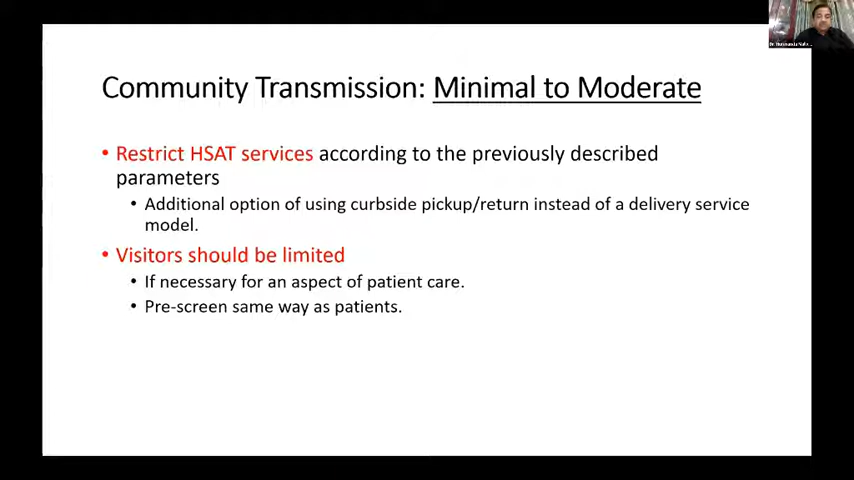 Community Transmission: Minimal to Moderate
• Restrict HSAT services according to the previously described
parameters
• Additional option of using curbside pickup/return instead of a delivery service
model.
• Visitors should be limited
• If necessary for an aspect of patient care.
• Pre-screen same way as patients.